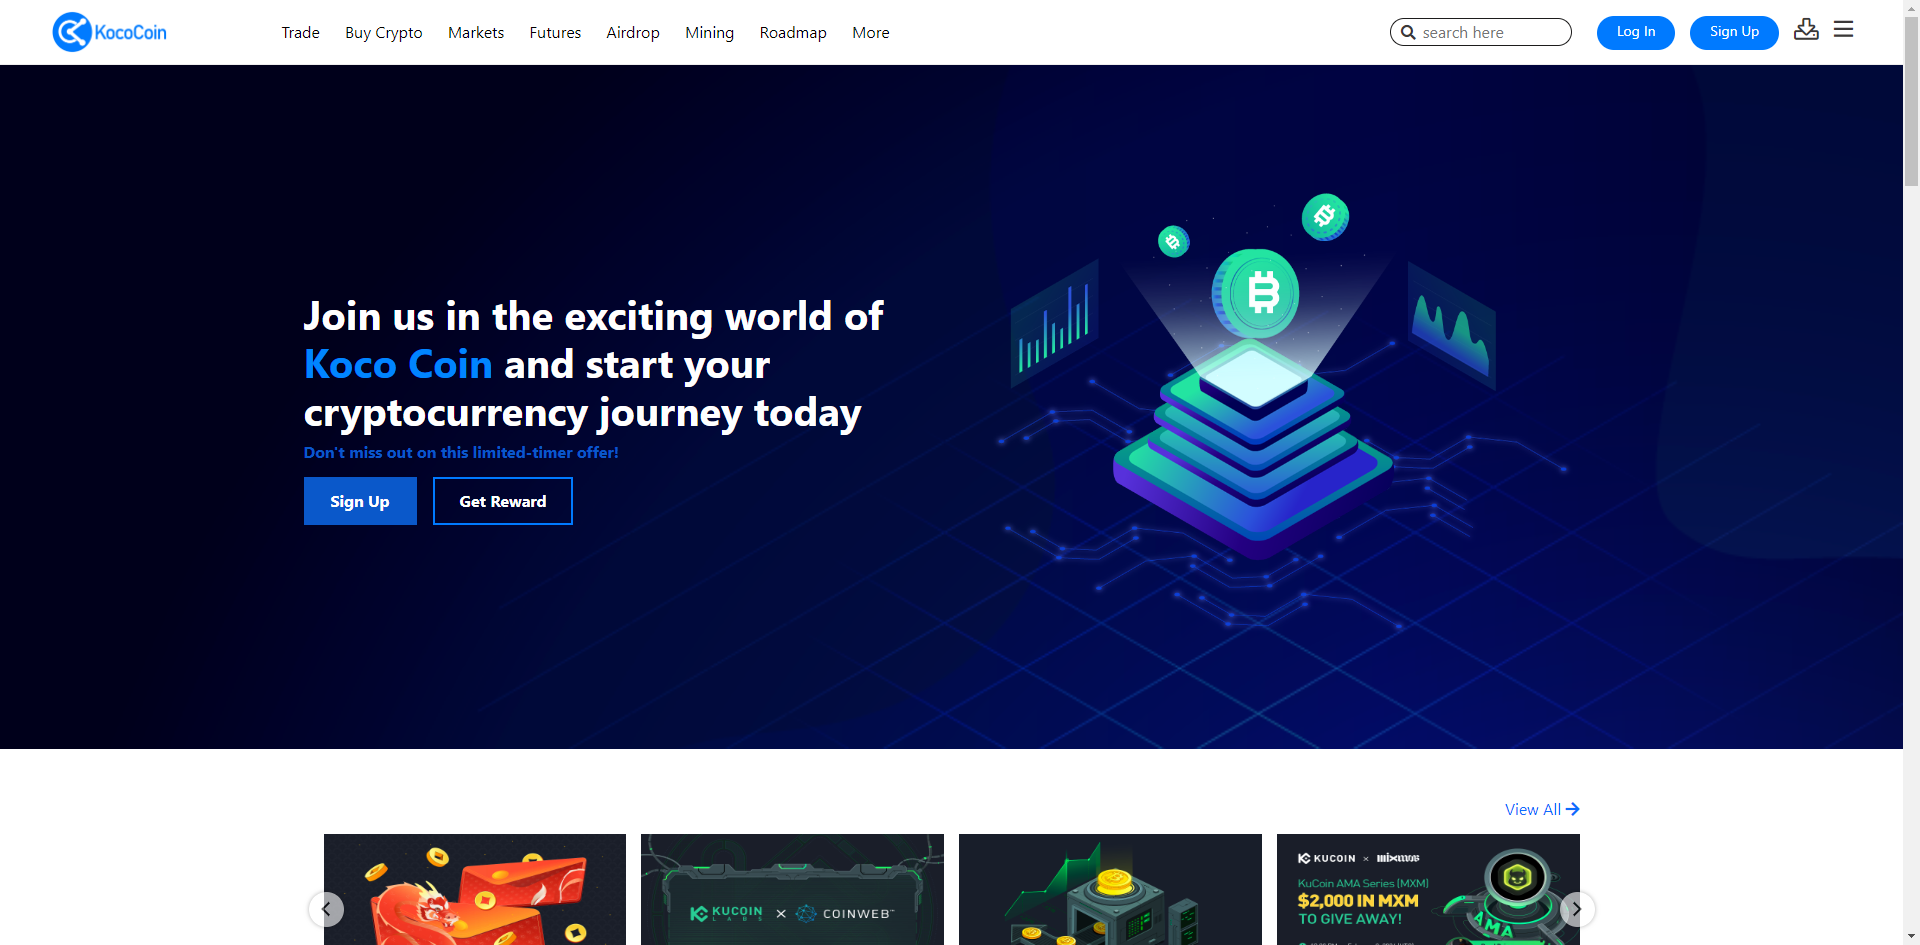 KocoCoin
Trade Buy Crypto Markets Futures Airdrop Mining Roadmap More
search here
Log In
Sign Up
Join us in the exciting world of
Koco Coin and start your
cryptocurrency journey today
Don't miss out on this limited-timer offer!
Sign Up
Get Reward
View All
KUCOIN LABS × COINWEB
KUCOIN × mixmob
KuCoin AMA Series (MXM)
$2,000 IN MXM
TO GIVE AWAY!
AMA